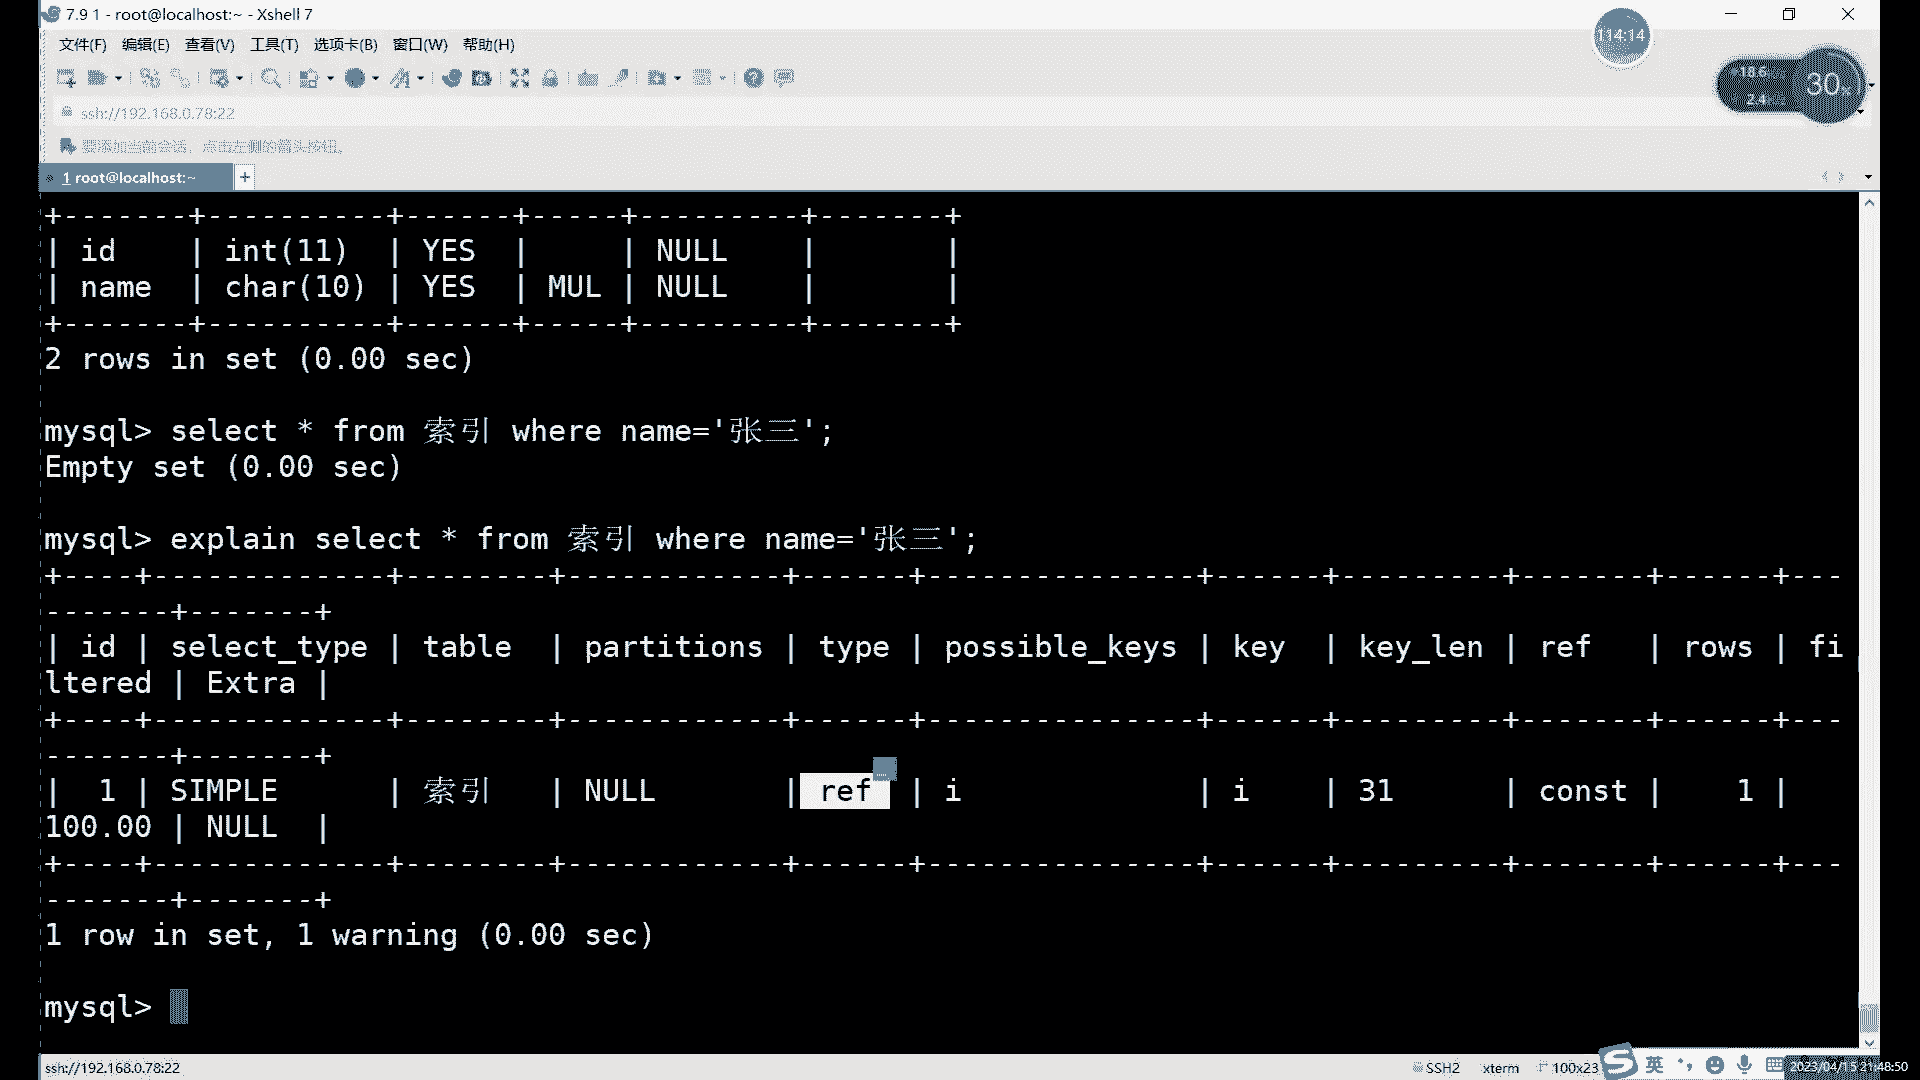 7.9 1 - root@localhost:~ - Xshell 7
文件(F) 编辑(E) 查看(V) 工具(T) 选项卡(B) 窗口(W) 帮助(H)
114:14
18.6
2.4
30
ssh://192.168.0.78:22
要添加当前会话，点击左侧的箭头按钮。
1 root@localhost:~ +
+-------+----------+------+-----+---------+-------+
| id    | int(11)  | YES  |     | NULL    |       |
| name  | char(10) | YES  | MUL | NULL    |       |
+-------+----------+------+-----+---------+-------+
2 rows in set (0.00 sec)
mysql> select * from 索引 where name='张三';
Empty set (0.00 sec)
mysql> explain select * from 索引 where name='张三';
+----+-------------+--------+------------+------+---------------+------+---------+-------+------+---
-------+-------+
| id | select_type | table  | partitions | type | possible_keys | key  | key_len | ref   | rows | fi
ltered | Extra |
+----+-------------+--------+------------+------+---------------+------+---------+-------+------+---
-------+-------+
|  1 | SIMPLE      | 索引   | NULL       | ref  | i             | i    | 31      | const |    1 |
100.00 | NULL  |
+----+-------------+--------+------------+------+---------------+------+---------+-------+------+---
-------+-------+
1 row in set, 1 warning (0.00 sec)
mysql>
ssh://192.168.0.78:22 SSH2 xterm 100x23 英 2023/04/15 21:48:50